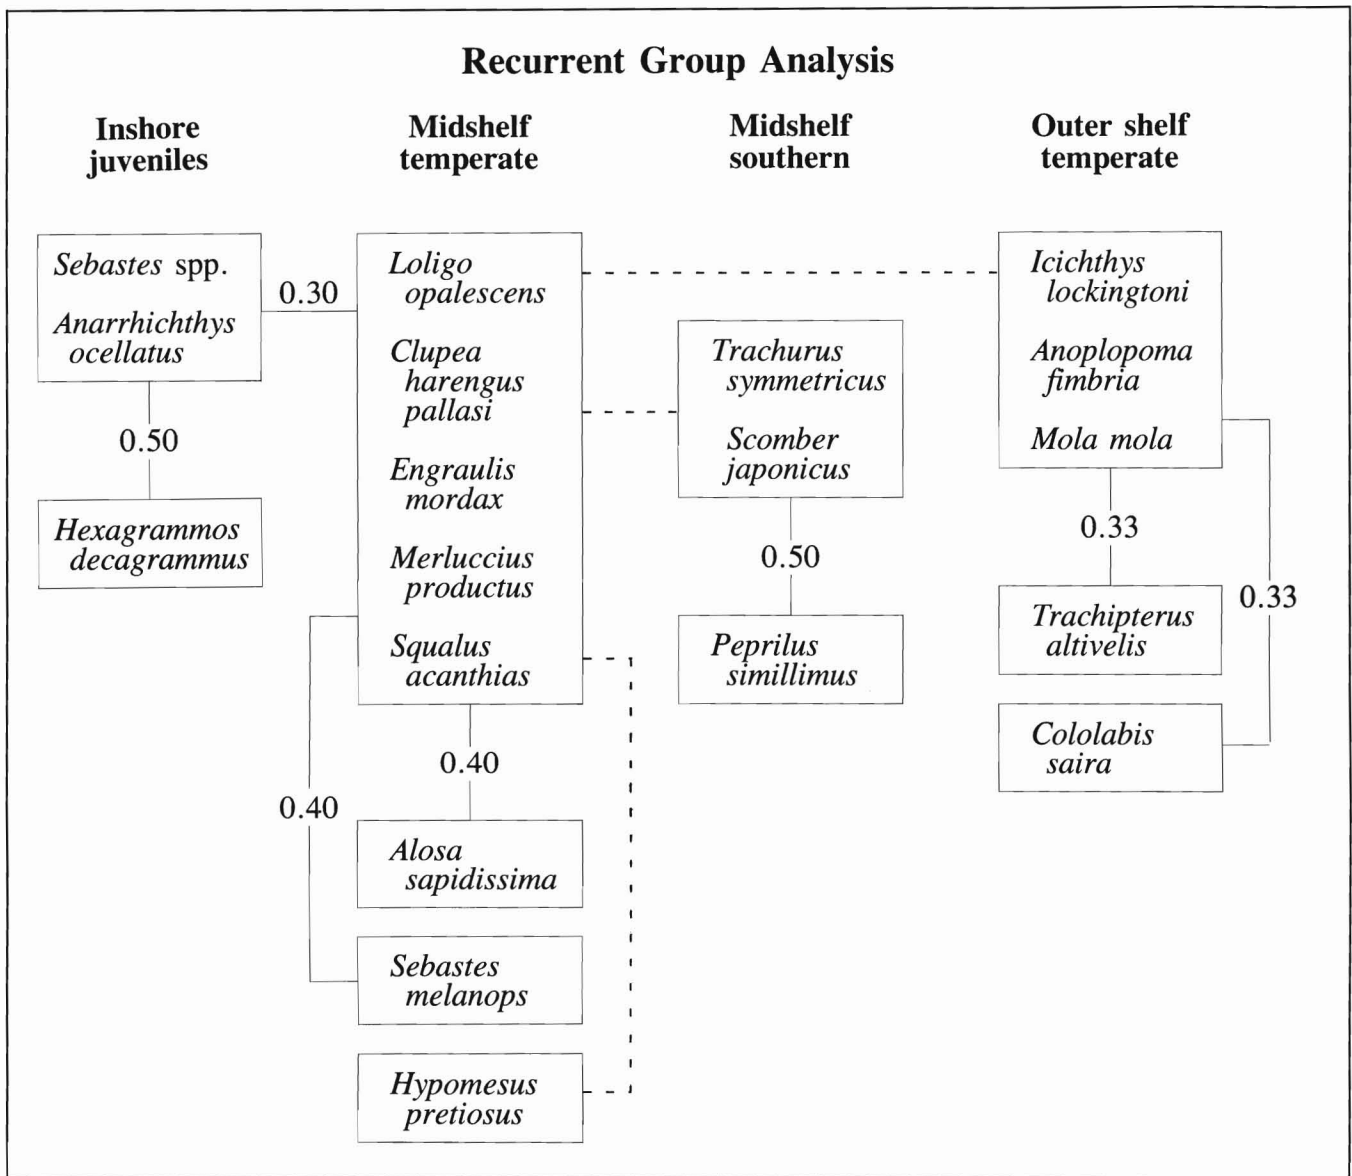 Recurrent Group Analysis
Inshore
juveniles
Midshelf
temperate
Midshelf
southern
Outer shelf
temperate
Sebastes spp.
Anarrhichthys
ocellatus
0.30
0.50
Hexagrammos
decagrammus
Loligo
opalescens
Clupea
harengus
pallasi
Engraulis
mordax
Merluccius
productus
Squalus
acanthias
0.40
0.40
Alosa
sapidissima
Sebastes
melanops
Hypomesus
pretiosus
Trachurus
symmetricus
Scomber
japonicus
0.50
Peprilus
simillimus
Icichthys
lockingtoni
Anoplopoma
fimbria
Mola mola
0.33
0.33
Trachipterus
altivelis
Cololabis
saira